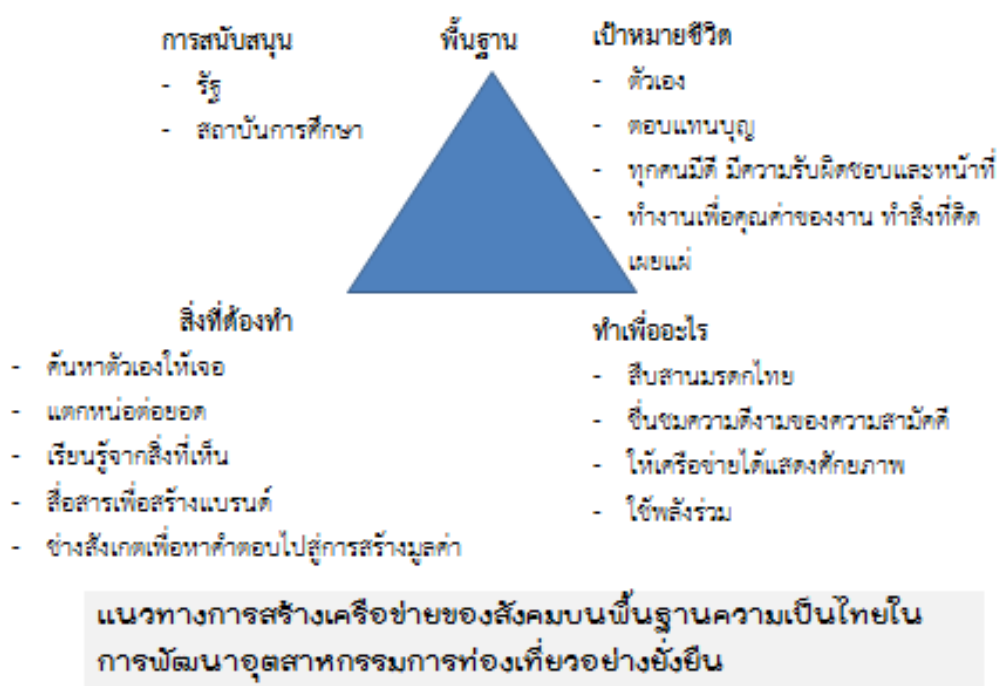 การสนับสนุน
- รัฐ
- สถาบันการศึกษา
พื้นฐาน
เป้าหมายชีวิต
- ตัวเอง
- ตอบแทนบุญ
- ทุกคนมีดี มีความรับผิดชอบและหน้าที่
- ทำงานเพื่อคุณค่าของงาน ทำสิ่งที่คิด
เผยแผ่
สิ่งที่ต้องทำ
- ค้นหาตัวเองให้เจอ
- แตกหน่อต่อยอด
- เรียนรู้จากสิ่งที่เห็น
- สื่อสารเพื่อสร้างแบรนด์
- ช่างสังเกตเพื่อหาคำตอบไปสู่การสร้างมูลค่า
ทำเพื่ออะไร
- สืบสานมรดกไทย
- ชื่นชมความดีงามของความสามัคคี
- ให้เครือข่ายได้แสดงศักยภาพ
- ใช้พลังร่วม
แนวทางการสร้างเครือข่ายของสังคมบนพื้นฐานความเป็นไทยใน
การพัฒนาอุตสาหกรรมการท่องเที่ยวอย่างยั่งยืน